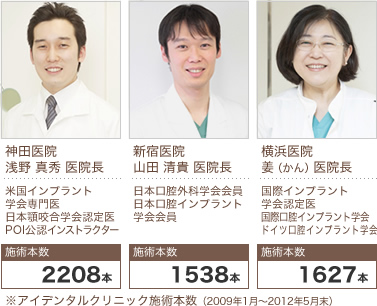 神田医院
浅野 真秀 医院長
米国インプラント
学会専門医
日本顎咬合学会認定医
POI公認インストラクター
施術本数
2208本
新宿医院
山田 清貴 医院長
日本口腔外科学会会員
日本口腔インプラント
学会会員
施術本数
1538本
横浜医院
姜 (かん) 医院長
国際インプラント
学会認定医
国際口腔インプラント学会
ドイツ口腔インプラント学会
施術本数
1627本
※アイデンタルクリニック施術本数（2009年1月〜2012年5月末）